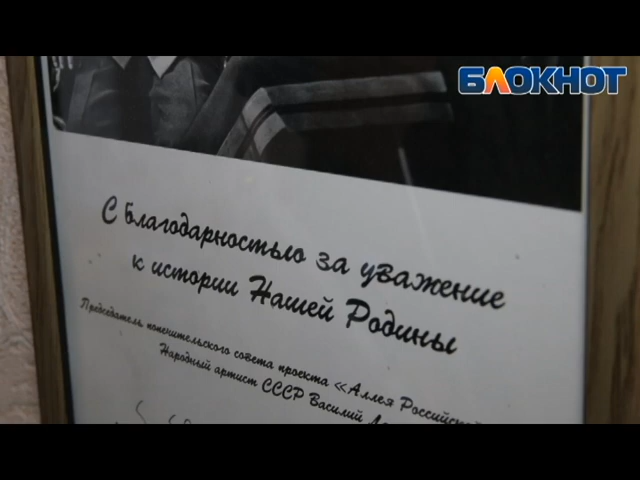 БЛОКНОТ
С Благодарностью за уважение
к истории Нашей Родины
Председатель попечительского совета проекта «Аллея Российской
Народный артист СССР Василий